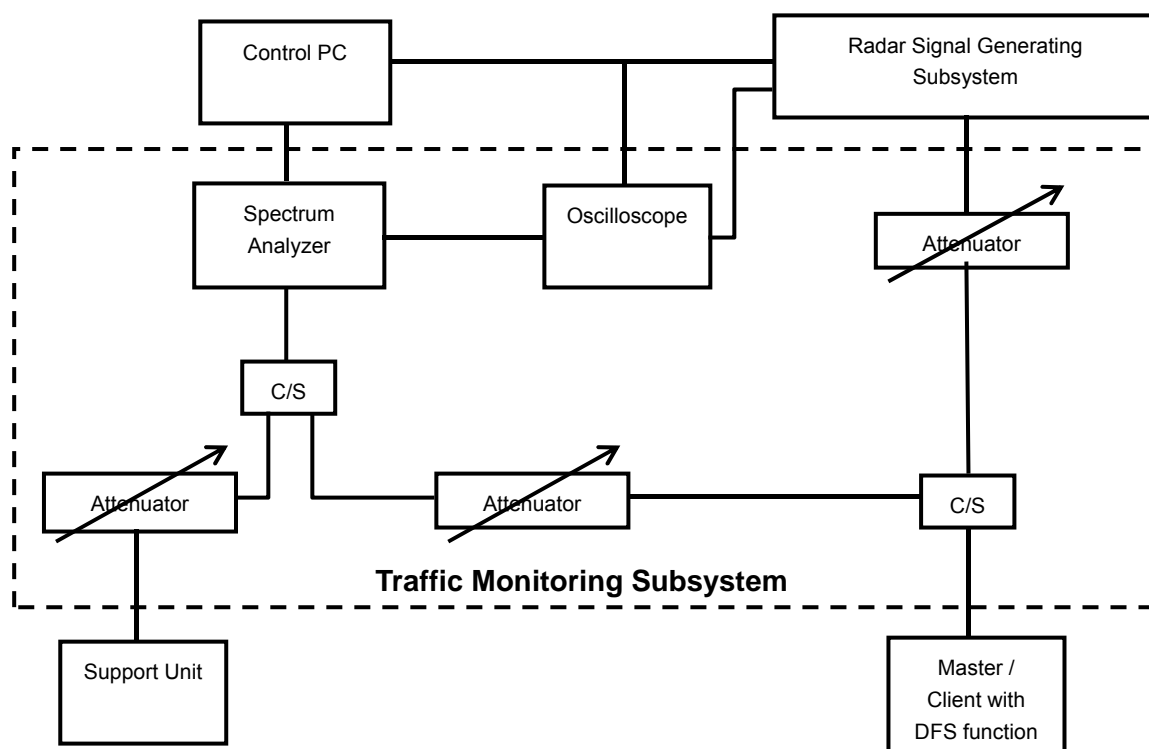 Control PC
Radar Signal Generating
Subsystem
Spectrum
Analyzer
Oscilloscope
Attenuator
C/S
Attenuator
Attenuator
C/S
Traffic Monitoring Subsystem
Support Unit
Master /
Client with
DFS function